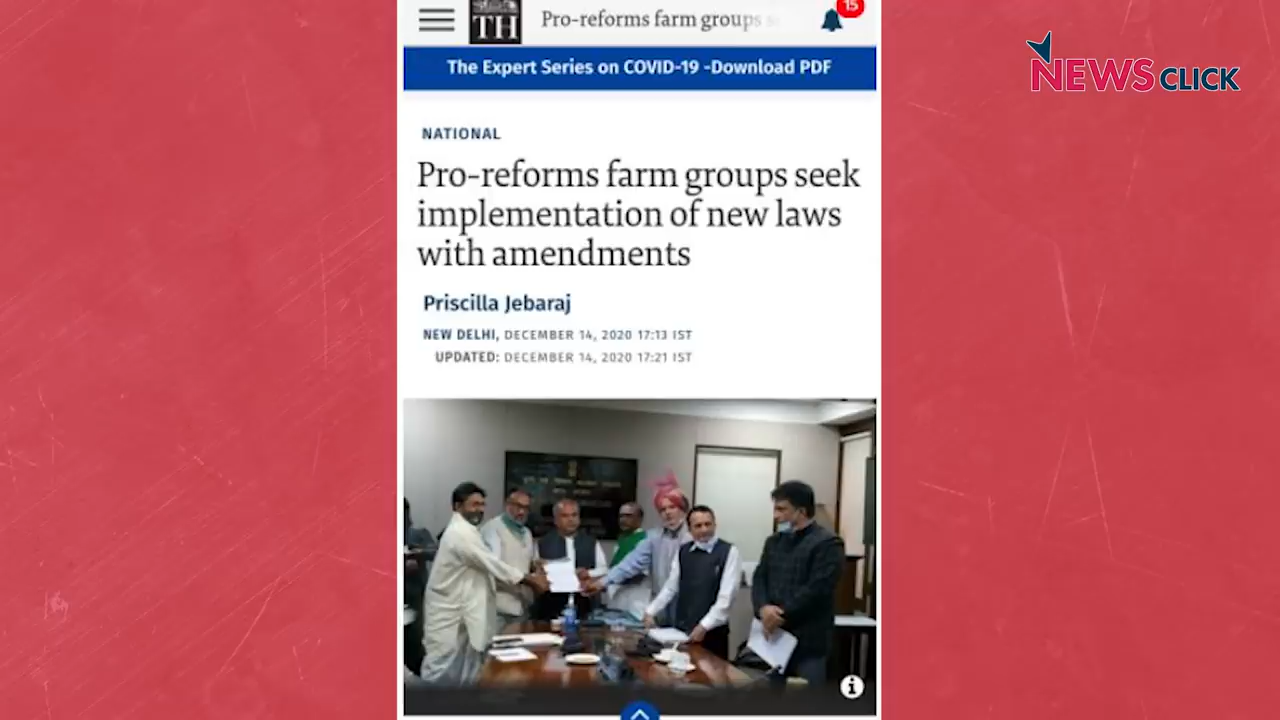 TH
Pro-reforms farm groups
15
NEWSCLICK
The Expert Series on COVID-19 -Download PDF
NATIONAL
Pro-reforms farm groups seek
implementation of new laws
with amendments
Priscilla Jebaraj
NEW DELHI, DECEMBER 14, 2020 17:13 IST
UPDATED: DECEMBER 14, 2020 17:21 IST